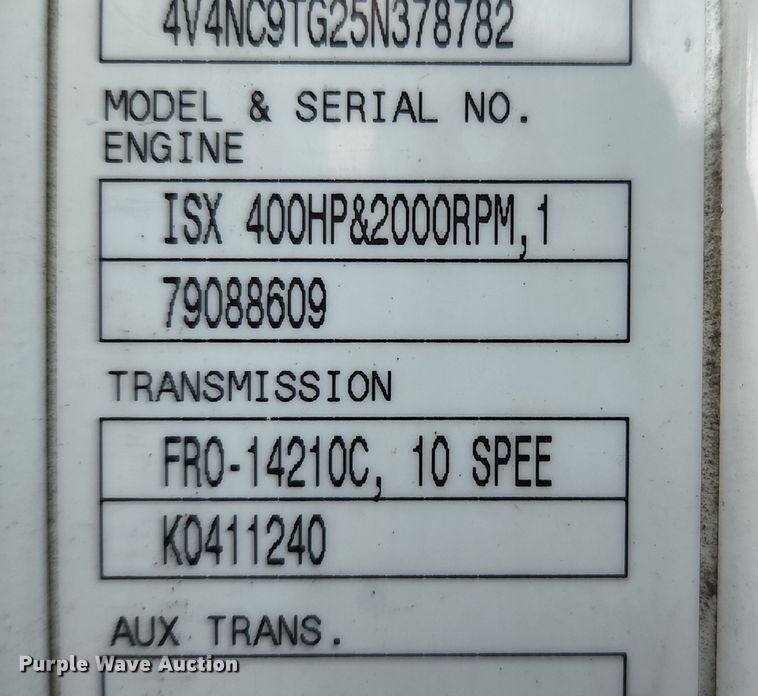 4V4NC9TG25N378782
MODEL & SERIAL NO.
ENGINE
ISX 400HP&2000RPM,1
79088609
TRANSMISSION
FRO-14210C, 10 SPEE
K0411240
AUX TRANS.
Purple Wave Auction